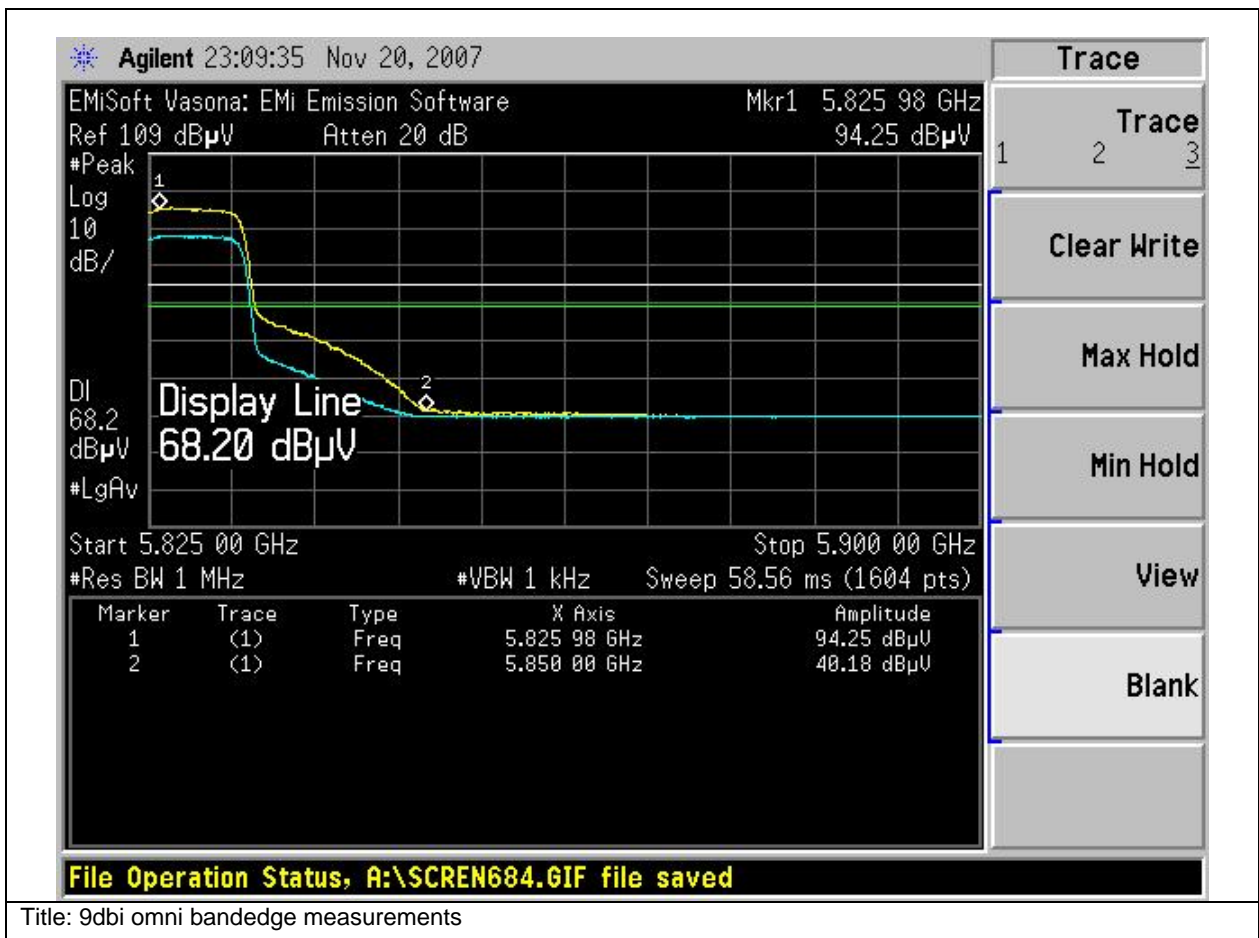 Agilent 23:09:35 Nov 20, 2007
Trace
EMiSoft Vasona: EMi Emission Software
Mkr1 5.825 98 GHz
Ref 109 dBµV Atten 20 dB 94.25 dBµV
Trace
1 2 3
#Peak
Log
10
dB/
1
2
Clear Write
Max Hold
Display Line
68.20 dBµV
DI
68.2
dBµV
#LgAv
Min Hold
Start 5.825 00 GHz Stop 5.900 00 GHz
#Res BW 1 MHz #VBW 1 kHz Sweep 58.56 ms (1604 pts)
View
Marker Trace Type X Axis Amplitude
1 (1) Freq 5.825 98 GHz 94.25 dBµV
2 (1) Freq 5.850 00 GHz 40.18 dBµV
Blank
File Operation Status, A:\SCREN684.GIF file saved
Title: 9dbi omni bandedge measurements